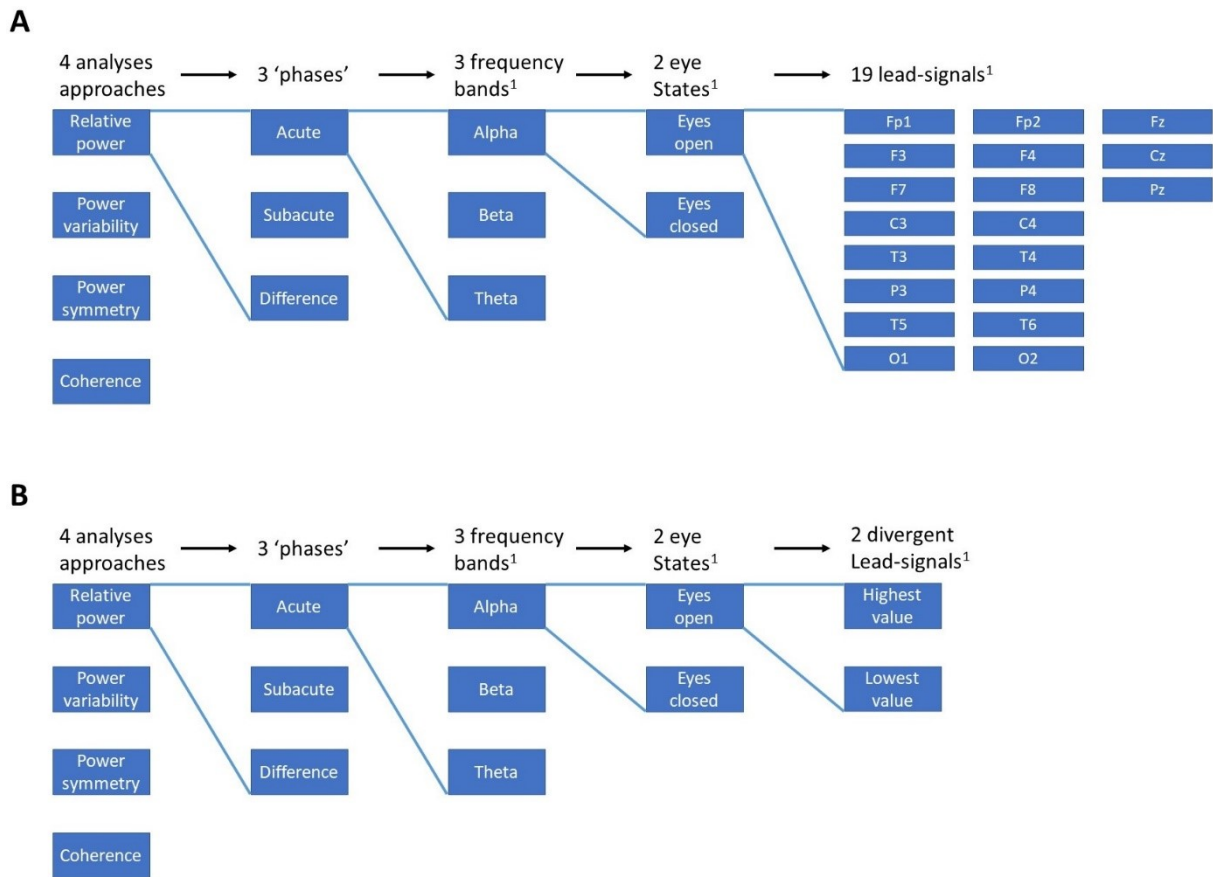 A
4 analyses
approaches
3 'phases'
3 frequency
bands1
2 eye
States1
19 lead-signals1
Relative
power
Acute
Alpha
Eyes
open
Fp1
Fp2
Fz
F3
F4
Cz
F7
F8
Pz
Power
variability
Subacute
Beta
Eyes
closed
C3
C4
T3
T4
Power
symmetry
Difference
Theta
P3
P4
T5
T6
O1
O2
Coherence
B
4 analyses
approaches
3 'phases'
3 frequency
bands1
2 eye
States1
2 divergent
Lead-signals1
Relative
power
Acute
Alpha
Eyes
open
Highest
value
Power
variability
Subacute
Beta
Eyes
closed
Lowest
value
Power
symmetry
Difference
Theta
Coherence